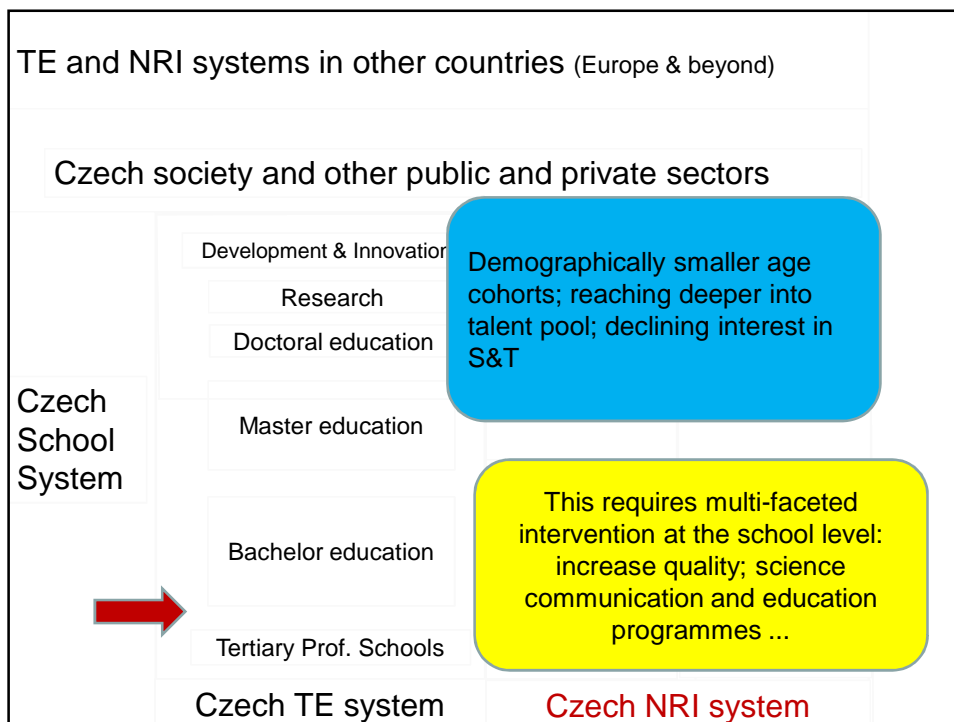 TE and NRI systems in other countries (Europe & beyond)
Czech society and other public and private sectors
Development & Innovation
Research
Doctoral education
Master education
Bachelor education
Tertiary Prof. Schools
Czech
School
System
Demographically smaller age
cohorts; reaching deeper into
talent pool; declining interest in
S&T
This requires multi-faceted
intervention at the school level:
increase quality; science
communication and education
programmes ...
Czech TE system
Czech NRI system